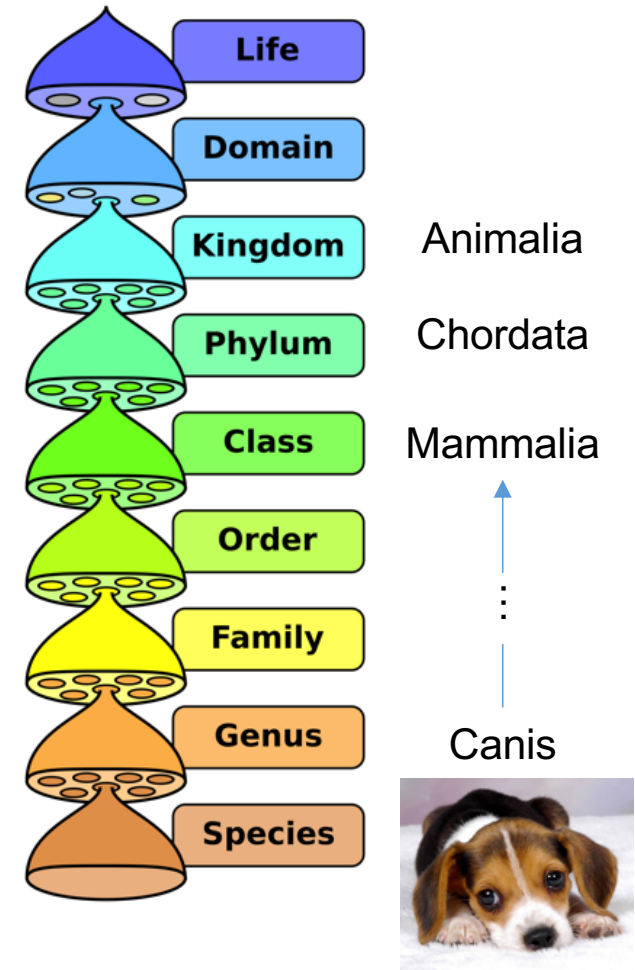 Life
Domain
Kingdom Animalia
Phylum Chordata
Class Mammalia
Order
⋮
Family
Genus Canis
Species